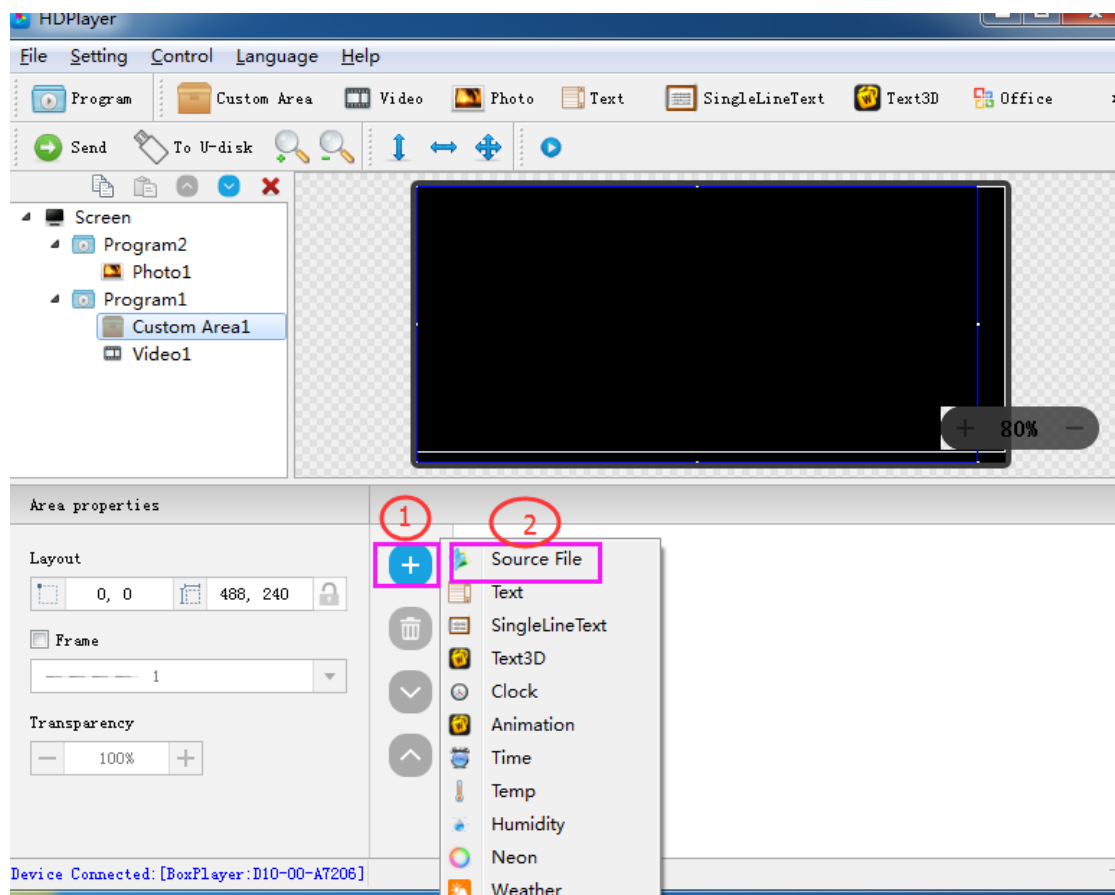 HDPlayer
File Setting Control Language Help
Program Custom Area Video Photo Text SingleLineText Text3D Office
Send To U-disk
Screen
Program2
Photo1
Program1
Custom Area1
Video1
80%
Area properties
1
2
Layout
0, 0 488, 240
Frame
1
Transparency
100%
Source File
Text
SingleLineText
Text3D
Clock
Animation
Time
Temp
Humidity
Neon
Weather
Device Connected:[BoxPlayer:D10-00-A7206]